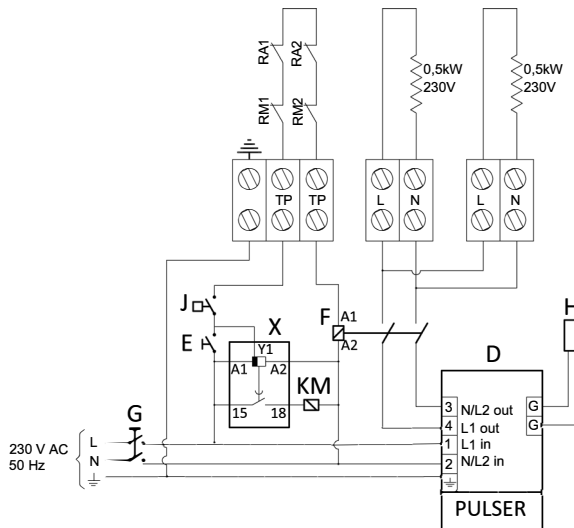 RA1
RA2
RM1
RM2
0,5kW
230V
0,5kW
230V
TP
TP
L
N
L
N
J
E
X
Y1
A1
A2
15
18
KM
F
A1
A2
H
D
G
230 V AC
50 Hz
L
N
3
N/L2 out
4
L1 out
1
L1 in
2
N/L2 in
G
G
PULSER